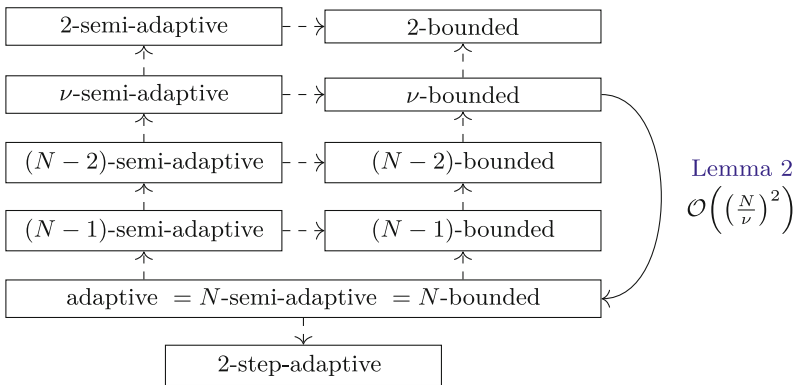 2-semi-adaptive 2-bounded
ν-semi-adaptive ν-bounded
(N − 2)-semi-adaptive (N − 2)-bounded
Lemma 2
𝒪((N/ν)²)
(N − 1)-semi-adaptive (N − 1)-bounded
adaptive = N-semi-adaptive = N-bounded
2-step-adaptive